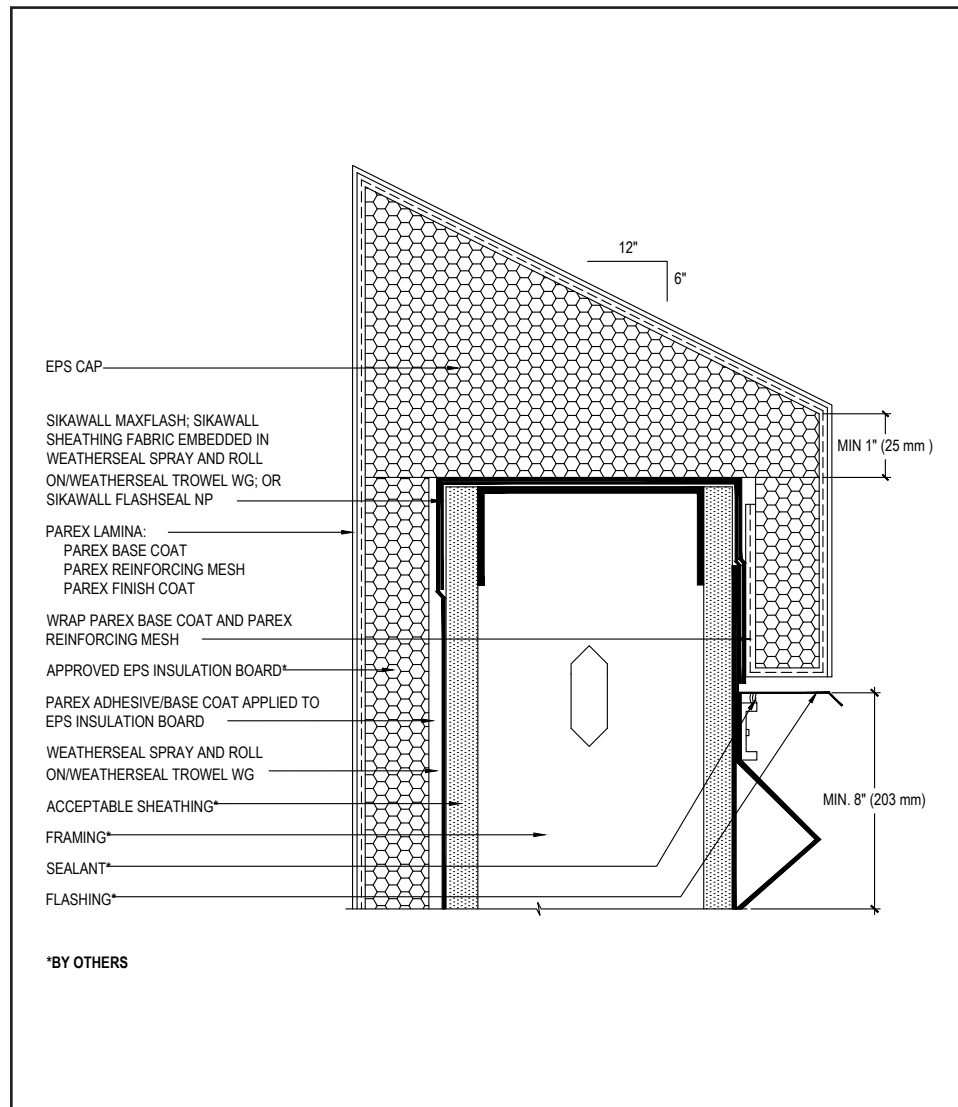 12"
6"
EPS CAP
MIN 1" (25 mm )
SIKAWALL MAXFLASH; SIKAWALL
SHEATHING FABRIC EMBEDDED IN
WEATHERSEAL SPRAY AND ROLL
ON/WEATHERSEAL TROWEL WG; OR
SIKAWALL FLASHSEAL NP
PAREX LAMINA:
PAREX BASE COAT
PAREX REINFORCING MESH
PAREX FINISH COAT
WRAP PAREX BASE COAT AND PAREX
REINFORCING MESH
APPROVED EPS INSULATION BOARD*
PAREX ADHESIVE/BASE COAT APPLIED TO
EPS INSULATION BOARD
WEATHERSEAL SPRAY AND ROLL
ON/WEATHERSEAL TROWEL WG
ACCEPTABLE SHEATHING*
MIN. 8" (203 mm)
FRAMING*
SEALANT*
FLASHING*
*BY OTHERS